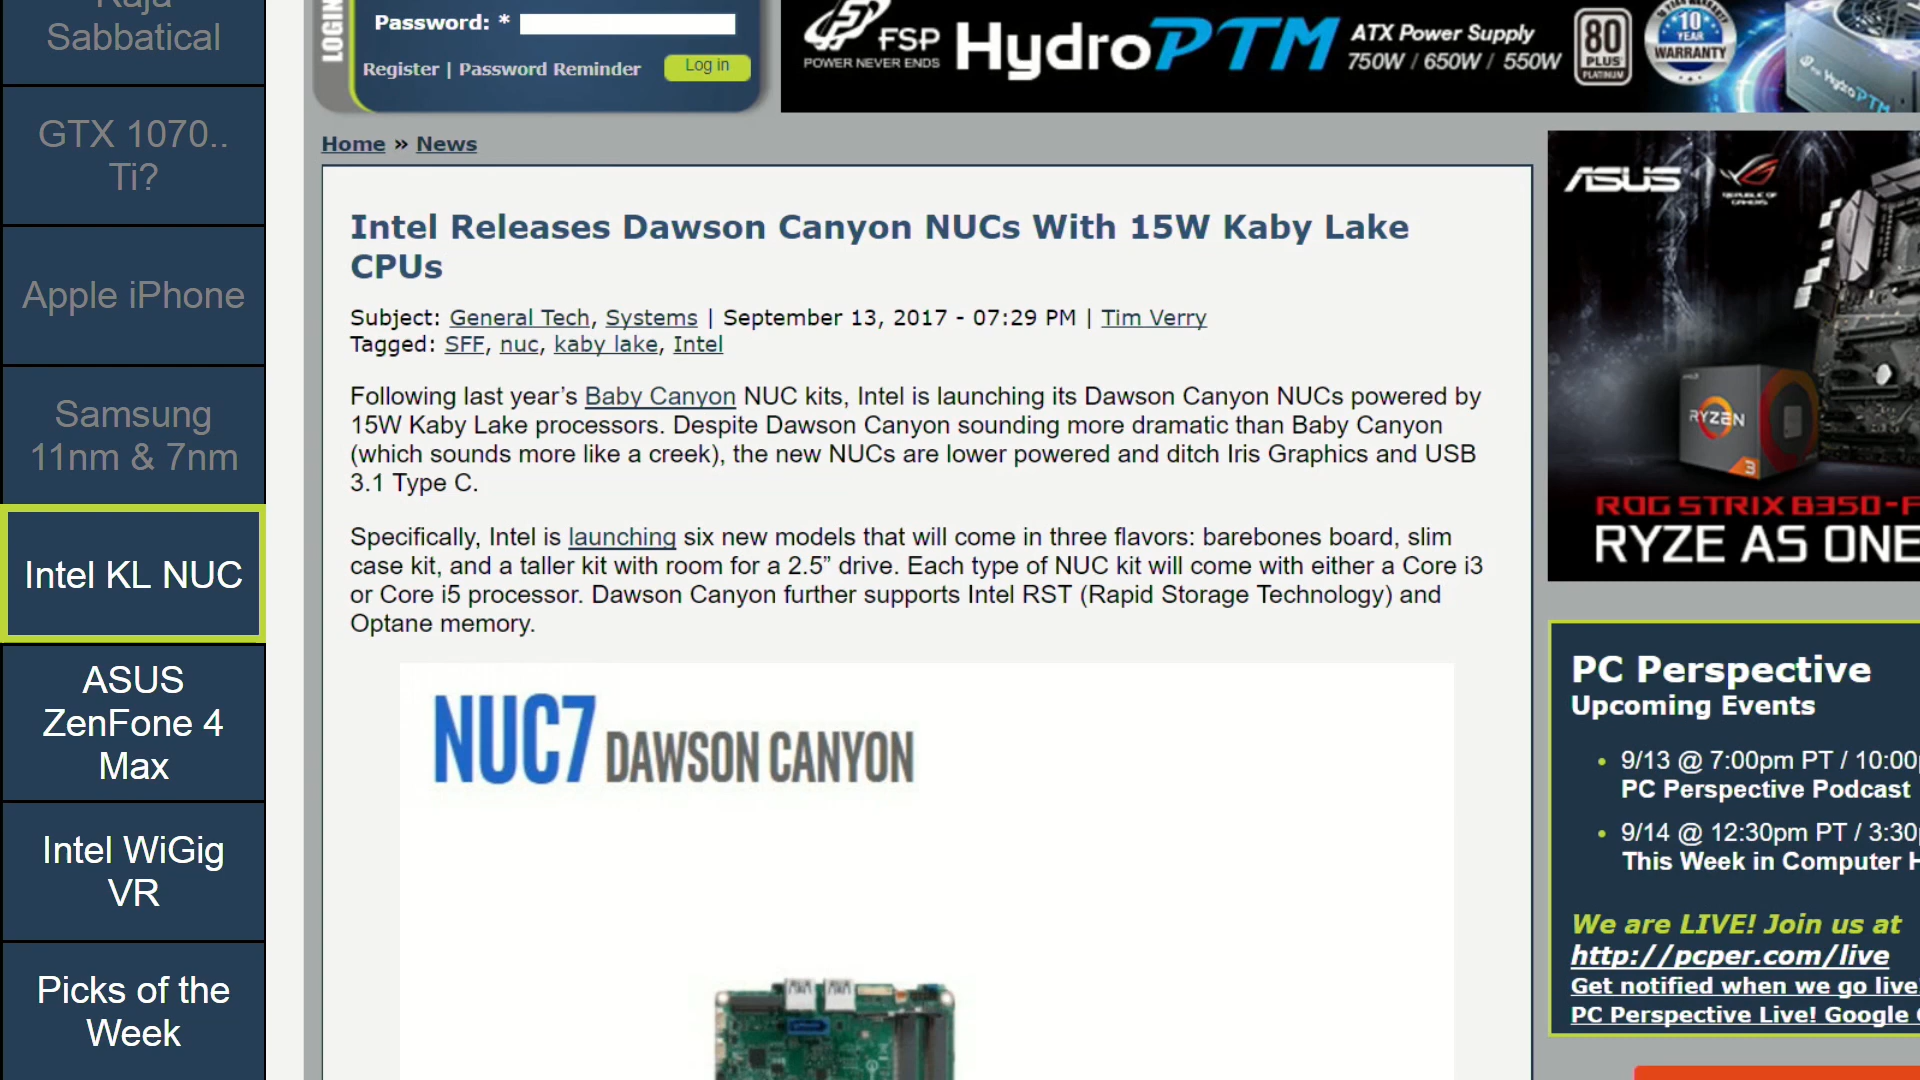 Raja
Sabbatical
GTX 1070..
Ti?
Apple iPhone
Samsung
11nm & 7nm
Intel KL NUC
ASUS
ZenFone 4
Max
Intel WiGig
VR
Picks of the
Week
LOGIN
Password: *
Register | Password Reminder
Log in
FSP
POWER NEVER ENDS
HydroPTM
ATX Power Supply
750W / 650W / 550W
80
PLUS
PLATINUM
10
YEAR
WARRANTY
HydroPTM
Home » News
Intel Releases Dawson Canyon NUCs With 15W Kaby Lake
CPUs
Subject: General Tech, Systems | September 13, 2017 - 07:29 PM | Tim Verry
Tagged: SFF, nuc, kaby lake, Intel
Following last year's Baby Canyon NUC kits, Intel is launching its Dawson Canyon NUCs powered by
15W Kaby Lake processors. Despite Dawson Canyon sounding more dramatic than Baby Canyon
(which sounds more like a creek), the new NUCs are lower powered and ditch Iris Graphics and USB
3.1 Type C.
Specifically, Intel is launching six new models that will come in three flavors: barebones board, slim
case kit, and a taller kit with room for a 2.5” drive. Each type of NUC kit will come with either a Core i3
or Core i5 processor. Dawson Canyon further supports Intel RST (Rapid Storage Technology) and
Optane memory.
NUC7 DAWSON CANYON
ASUS
REPUBLIC OF
GAMERS
RYZEN
3
ROG STRIX B350-F
RYZE AS ONE
PC Perspective
Upcoming Events
9/13 @ 7:00pm PT / 10:00p
PC Perspective Podcast
9/14 @ 12:30pm PT / 3:30p
This Week in Computer H
We are LIVE! Join us at
http://pcper.com/live
Get notified when we go live!
PC Perspective Live! Google C